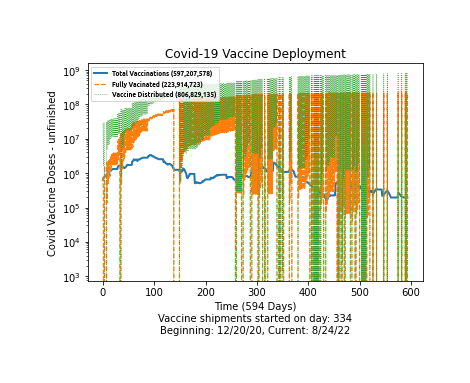 Covid-19 Vaccine Deployment
Total Vaccinations (597,207,578)
Fully Vacinated (223,914,723)
Vaccine Distributed (806,829,135)
Covid Vaccine Doses - unfinished
10⁹
10⁸
10⁷
10⁶
10⁵
10⁴
10³
0 100 200 300 400 500 600
Time (594 Days)
Vaccine shipments started on day: 334
Beginning: 12/20/20, Current: 8/24/22